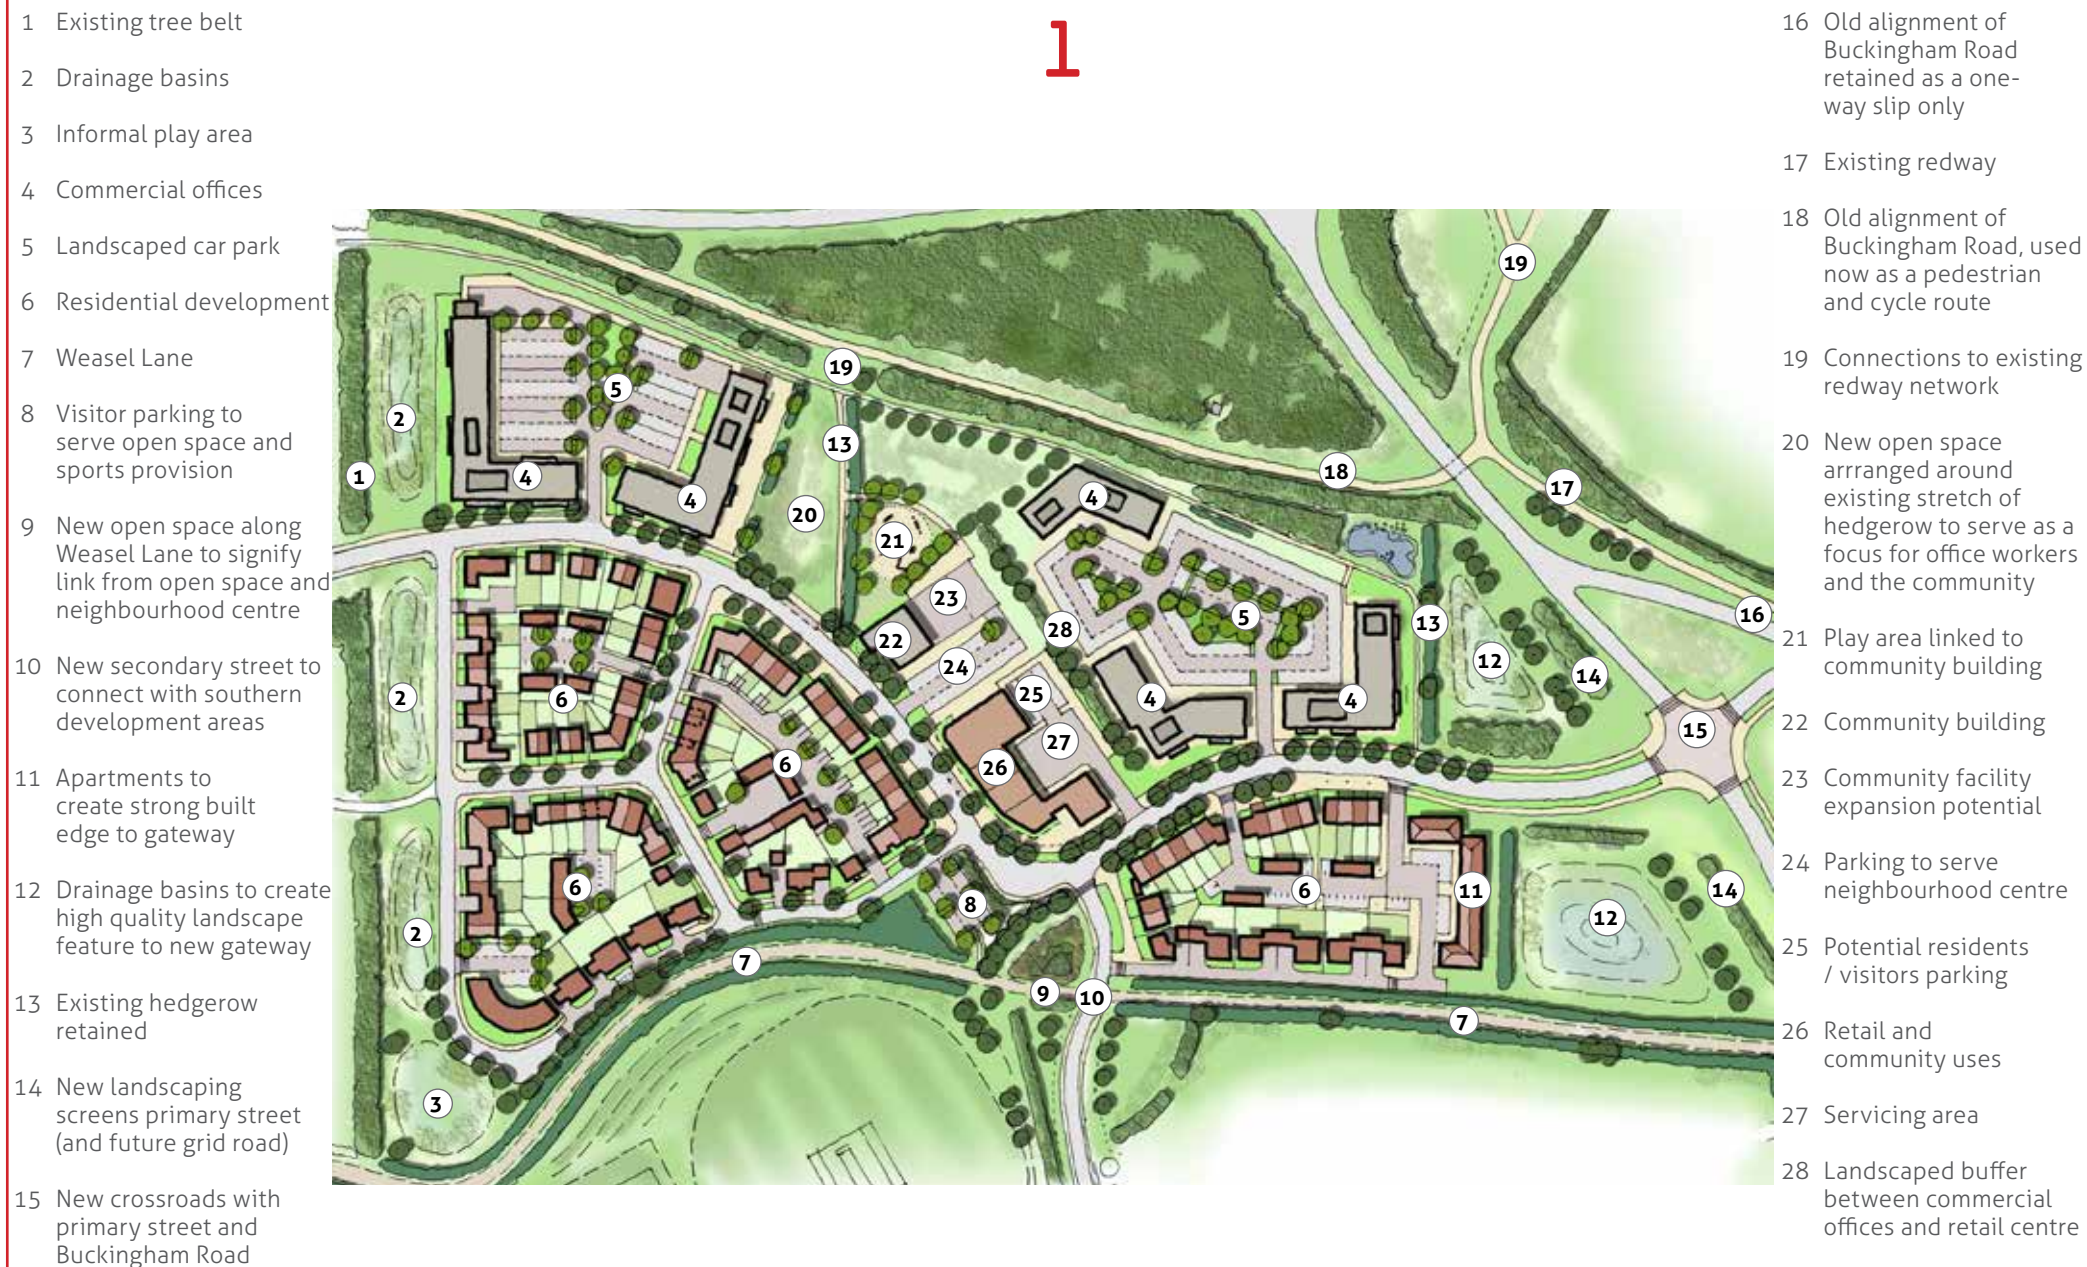 1 Existing tree belt
2 Drainage basins
3 Informal play area
4 Commercial offices
5 Landscaped car park
6 Residential development
7 Weasel Lane
8 Visitor parking to
serve open space and
sports provision
9 New open space along
Weasel Lane to signify
link from open space and
neighbourhood centre
10 New secondary street to
connect with southern
development areas
11 Apartments to
create strong built
edge to gateway
12 Drainage basins to create
high quality landscape
feature to new gateway
13 Existing hedgerow
retained
14 New landscaping
screens primary street
(and future grid road)
15 New crossroads with
primary street and
Buckingham Road
1
19
19
5
2
13
1
4
4
4
18
17
20
21
23
5
16
22
28
13
24
12
14
2
6
25
4
4
15
27
6
26
6
8
6
11
14
12
2
7
9
10
7
3
16 Old alignment of
Buckingham Road
retained as a one-
way slip only
17 Existing redway
18 Old alignment of
Buckingham Road, used
now as a pedestrian
and cycle route
19 Connections to existing
redway network
20 New open space
arrranged around
existing stretch of
hedgerow to serve as a
focus for office workers
and the community
21 Play area linked to
community building
22 Community building
23 Community facility
expansion potential
24 Parking to serve
neighbourhood centre
25 Potential residents
/ visitors parking
26 Retail and
community uses
27 Servicing area
28 Landscaped buffer
between commercial
offices and retail centre